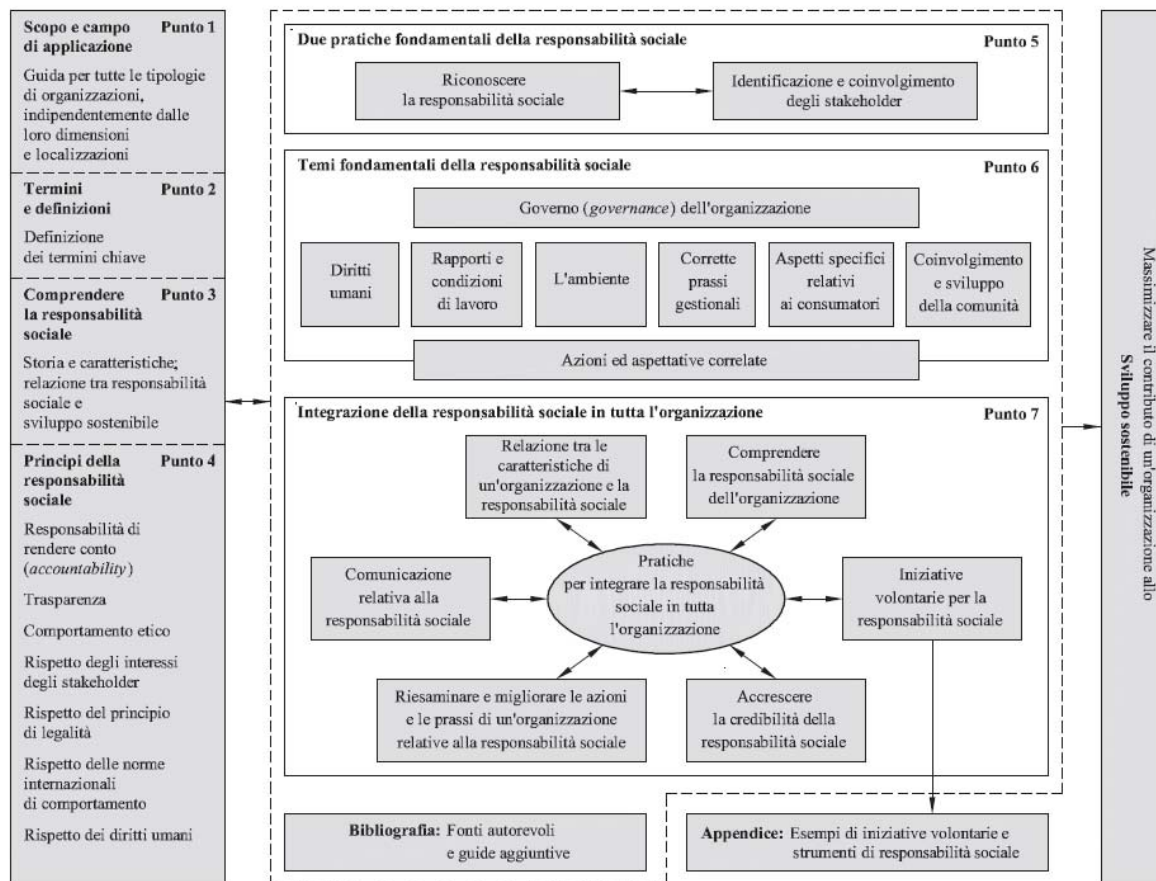 Scopo e campo Punto 1
di applicazione
Guida per tutte le tipologie
di organizzazioni,
indipendentemente dalle
loro dimensioni
e localizzazioni
Termini Punto 2
e definizioni
Definizione
dei termini chiave
Comprendere Punto 3
la responsabilità
sociale
Storia e caratteristiche;
relazione tra responsabilità
sociale e
sviluppo sostenibile
Principi della Punto 4
responsabilità
sociale
Responsabilità di
rendere conto
(accountability)
Trasparenza
Comportamento etico
Rispetto degli interessi
degli stakeholder
Rispetto del principio
di legalità
Rispetto delle norme
internazionali
di comportamento
Rispetto dei diritti umani
Due pratiche fondamentali della responsabilità sociale Punto 5
Riconoscere
la responsabilità sociale
Identificazione e coinvolgimento
degli stakeholder
Temi fondamentali della responsabilità sociale Punto 6
Governo (governance) dell'organizzazione
Diritti
umani
Rapporti e
condizioni
di lavoro
L'ambiente
Corrette
prassi
gestionali
Aspetti specifici
relativi
ai consumatori
Coinvolgimento
e sviluppo
della comunità
Azioni ed aspettative correlate
Integrazione della responsabilità sociale in tutta l'organizzazione Punto 7
Relazione tra le
caratteristiche di
un'organizzazione e la
responsabilità sociale
Comprendere
la responsabilità sociale
dell'organizzazione
Comunicazione
relativa alla
responsabilità sociale
Pratiche
per integrare la responsabilità
sociale in tutta
l'organizzazione
Iniziative
volontarie per la
responsabilità sociale
Riesaminare e migliorare le azioni
e le prassi di un'organizzazione
relative alla responsabilità sociale
Accrescere
la credibilità della
responsabilità sociale
Bibliografia: Fonti autorevoli
e guide aggiuntive
Appendice: Esempi di iniziative volontarie e
strumenti di responsabilità sociale
Massimizzare il contributo di un'organizzazione allo
Sviluppo sostenibile